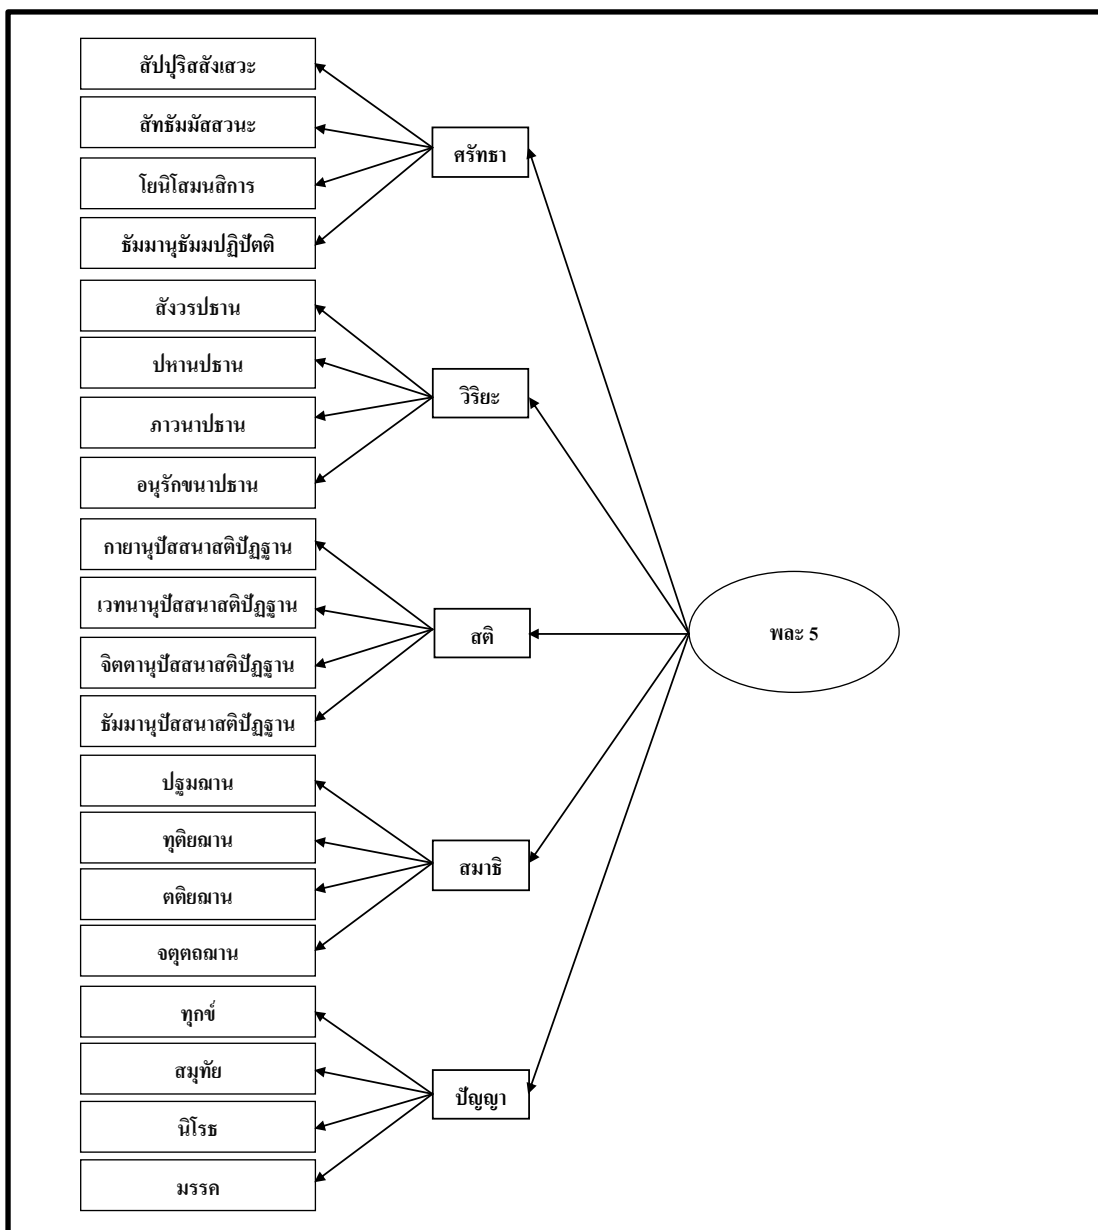 สัปปุริสสังเสวะ
สัทธัมมัสสวนะ
โยนิโสมนสิการ
ธัมมานุธัมมปฏิปัตติ
ศรัทธา
สังวรปธาน
ปหานปธาน
ภาวนาปธาน
อนุรักขนาปธาน
วิริยะ
กายานุปัสสนาสติปัฏฐาน
เวทนานุปัสสนาสติปัฏฐาน
จิตตานุปัสสนาสติปัฏฐาน
ธัมมานุปัสสนาสติปัฏฐาน
สติ
พละ 5
ปฐมฌาน
ทุติยฌาน
ตติยฌาน
จตุตถฌาน
สมาธิ
ทุกข์
สมุทัย
นิโรธ
มรรค
ปัญญา